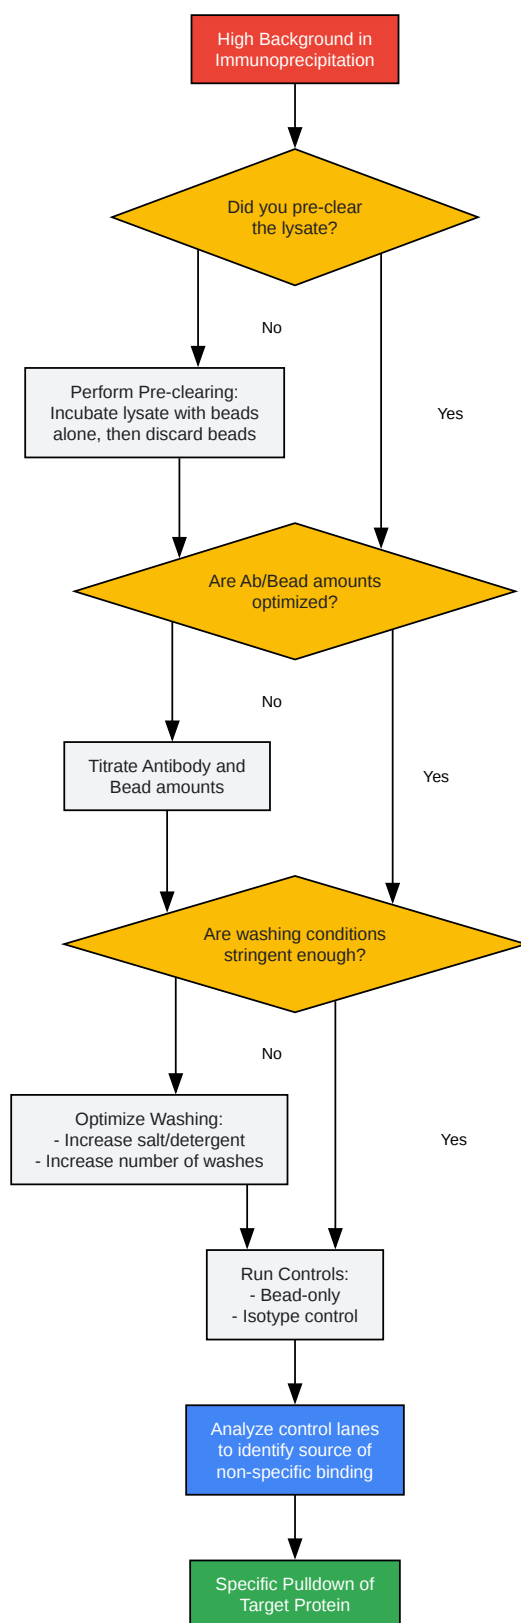 High Background in
Immunoprecipitation
Did you pre-clear
the lysate?
No
Perform Pre-clearing:
Incubate lysate with beads
alone, then discard beads
Yes
Are Ab/Bead amounts
optimized?
No
Titrate Antibody and
Bead amounts
Yes
Are washing conditions
stringent enough?
No
Optimize Washing:
- Increase salt/detergent
- Increase number of washes
Yes
Run Controls:
- Bead-only
- Isotype control
Analyze control lanes
to identify source of
non-specific binding
Specific Pulldown of
Target Protein